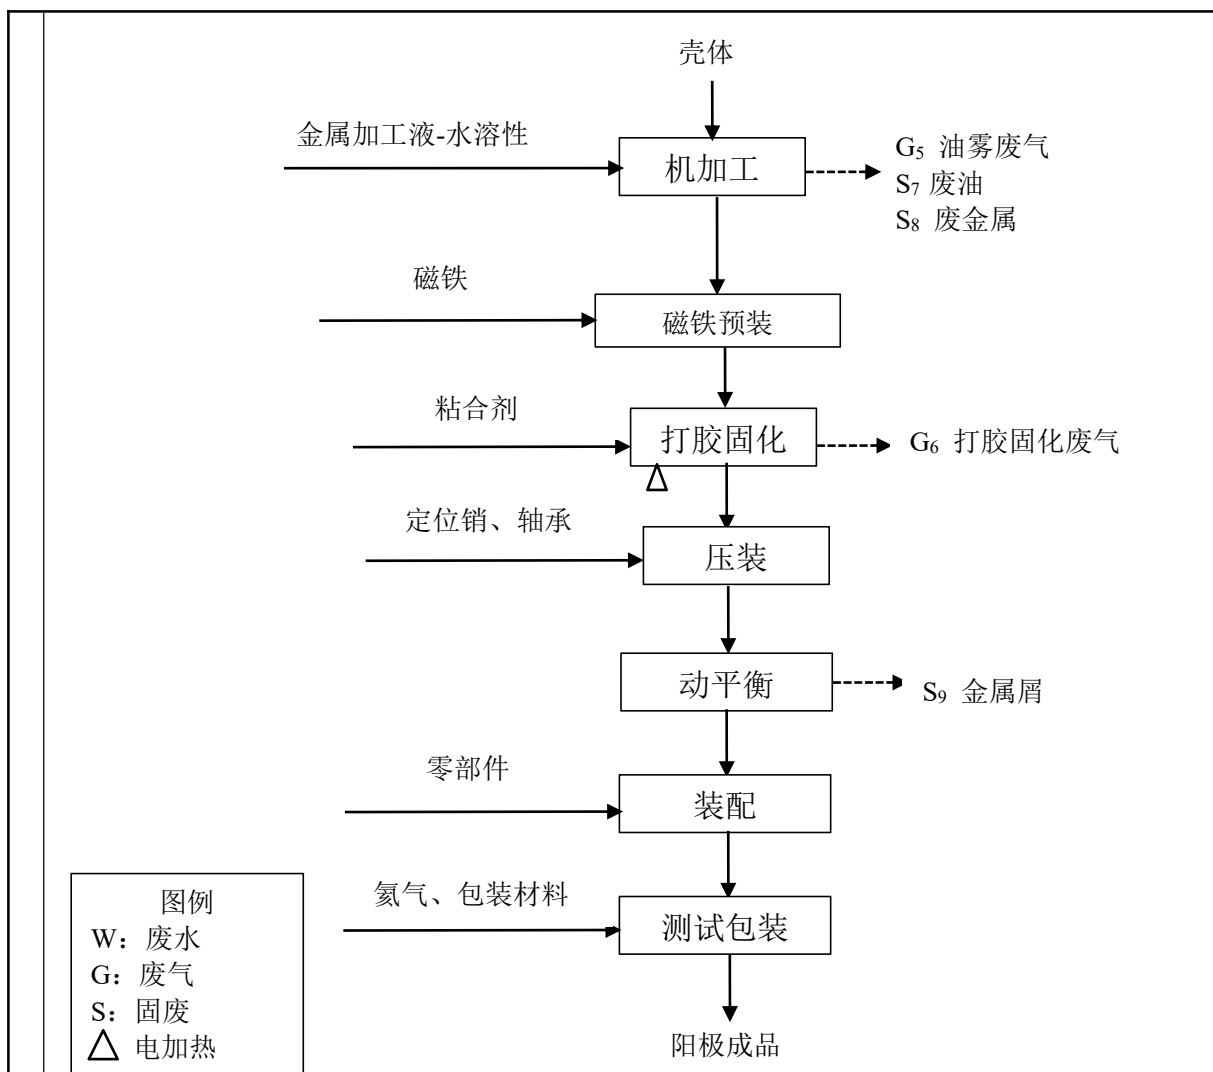 壳体
金属加工液-水溶性
机加工
G₅ 油雾废气
S₇ 废油
S₈ 废金属
磁铁
磁铁预装
粘合剂
打胶固化
G₆ 打胶固化废气
定位销、轴承
压装
动平衡
S₉ 金属屑
零部件
装配
氦气、包装材料
测试包装
阳极成品
图例
W：废水
G：废气
S：固废
△ 电加热